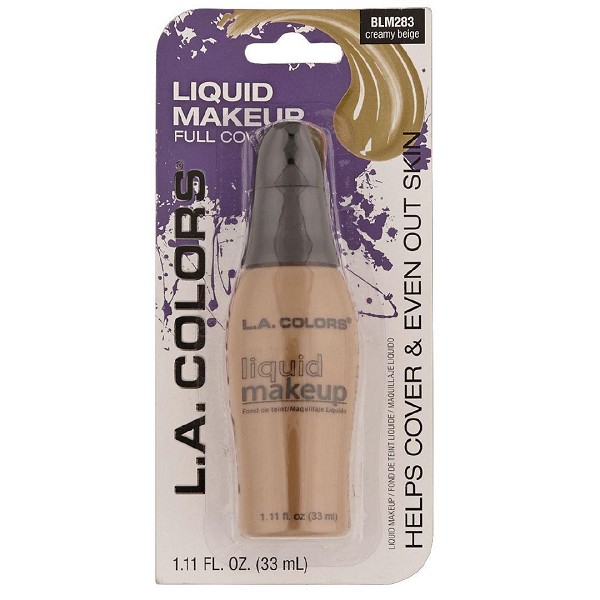 BLM283
creamy beige
LIQUID
MAKEUP
FULL
L.A. COLORS®
L.A. COLORS®
liquid
makeup
Fond de teint/Maquillaje Líquido
1.11 fl. oz (33 ml)
HELPS COVER & EVEN OUT SKIN
LIQUID MAKEUP / FOND DE TEINT LIQUIDE / MAQUILLAJE LÍQUIDO
1.11 FL. OZ. (33 mL)